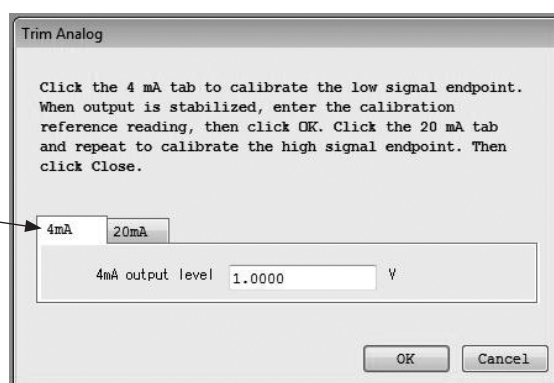 Trim Analog
Click the 4 mA tab to calibrate the low signal endpoint.
When output is stabilized, enter the calibration
reference reading, then click OK. Click the 20 mA tab
and repeat to calibrate the high signal endpoint. Then
click Close.
4mA 20mA
4mA output level 1.0000 V
OK Cancel